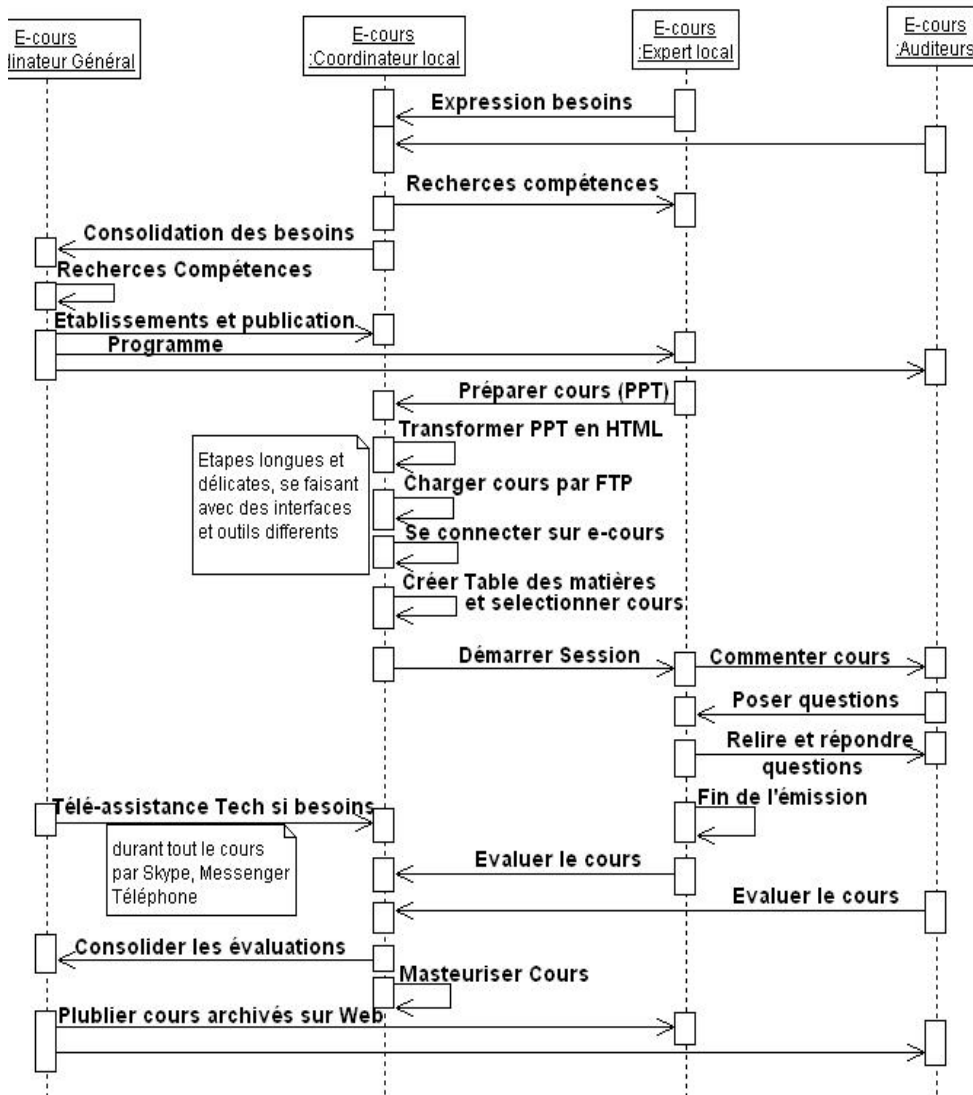 E-cours
dinateur Général
E-cours
:Coordinateur local
E-cours
:Expert local
E-cours
:Auditeurs
Expression besoins
Recherces compétences
Consolidation des besoins
Recherces Compétences
Etablissements et publication
Programme
Préparer cours (PPT)
Transformer PPT en HTML
Etapes longues et
délicates, se faisant
avec des interfaces
et outils differents
Charger cours par FTP
Se connecter sur e-cours
Créer Table des matières
et selectionner cours
Démarrer Session
Commenter cours
Poser questions
Relire et répondre
questions
Télé-assistance Tech si besoins
Fin de l'émission
durant tout le cours
par Skype, Messenger
Téléphone
Evaluer le cours
Evaluer le cours
Consolider les évaluations
Masteuriser Cours
Plublier cours archivés sur Web